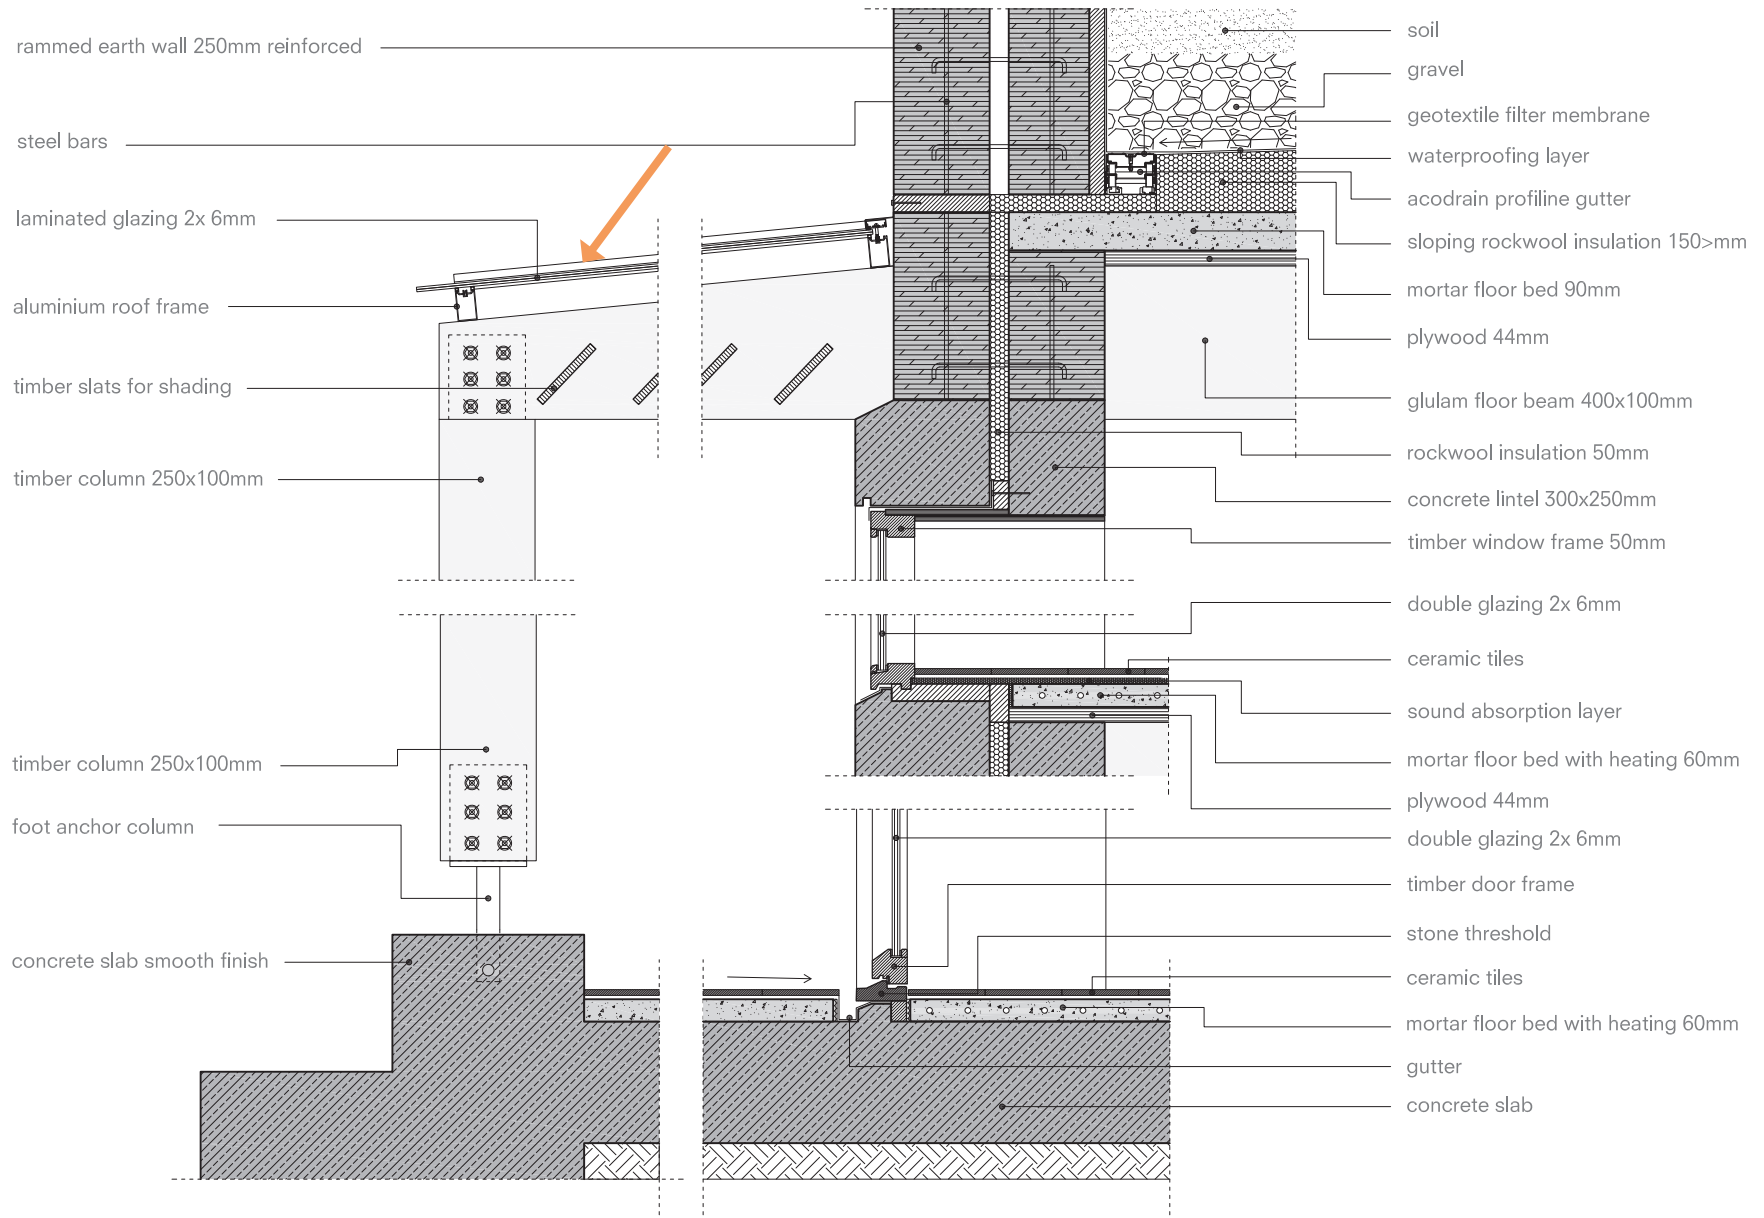 rammed earth wall 250mm reinforced
steel bars
laminated glazing 2x 6mm
aluminium roof frame
timber slats for shading
timber column 250x100mm
timber column 250x100mm
foot anchor column
concrete slab smooth finish
soil
gravel
geotextile filter membrane
waterproofing layer
acodrain profiline gutter
sloping rockwool insulation 150>mm
mortar floor bed 90mm
plywood 44mm
glulam floor beam 400x100mm
rockwool insulation 50mm
concrete lintel 300x250mm
timber window frame 50mm
double glazing 2x 6mm
ceramic tiles
sound absorption layer
mortar floor bed with heating 60mm
plywood 44mm
double glazing 2x 6mm
timber door frame
stone threshold
ceramic tiles
mortar floor bed with heating 60mm
gutter
concrete slab